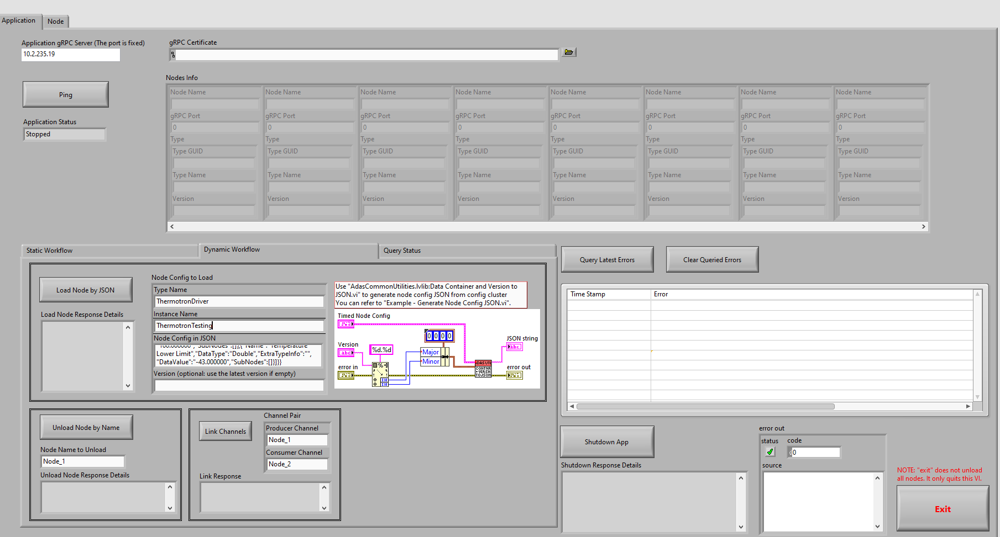 Application
Node
Application gRPC Server (The port is fixed)
10.2.235.19
gRPC Certificate
Ping
Application Status
Stopped
Nodes Info
Node Name Node Name Node Name Node Name Node Name Node Name Node Name Node Name
gRPC Port gRPC Port gRPC Port gRPC Port gRPC Port gRPC Port gRPC Port gRPC Port
0 0 0 0 0 0 0 0
Type Type Type Type Type Type Type Type
Type GUID Type GUID Type GUID Type GUID Type GUID Type GUID Type GUID Type GUID
Type Name Type Name Type Name Type Name Type Name Type Name Type Name Type Name
Version Version Version Version Version Version Version Version
Static Workflow
Dynamic Workflow
Query Status
Load Node by JSON
Load Node Response Details
Node Config to Load
Type Name
ThermotronDriver
Instance Name
ThermotronTesting
Node Config in JSON
100.000000","SubNodes":[]},{"Name":"Temperature
Lower Limit","DataType":"Double","ExtraTypeInfo":"",
"DataValue":"-43.000000","SubNodes":[]}]}}
Version (optional: use the latest version if empty)
Use "AdasCommonUtilities.lvlib:Data Container and Version to
JSON.vi" to generate node config JSON from config cluster
You can refer to "Example - Generate Node Config JSON.vi".
Timed Node Config
Version
abc
%d.%d
error in
0 0 0 0
Major
Minor
CONTNR
+VERSN
TOJSON
JSON string
abc
error out
Unload Node by Name
Node Name to Unload
Node_1
Unload Node Response Details
Link Channels
Channel Pair
Producer Channel
Node_1
Consumer Channel
Node_2
Link Response
Query Latest Errors
Clear Queried Errors
Time Stamp
Error
Shutdown App
Shutdown Response Details
error out
status
code
d0
source
NOTE: "exit" does not unload
all nodes. It only quits this VI.
Exit